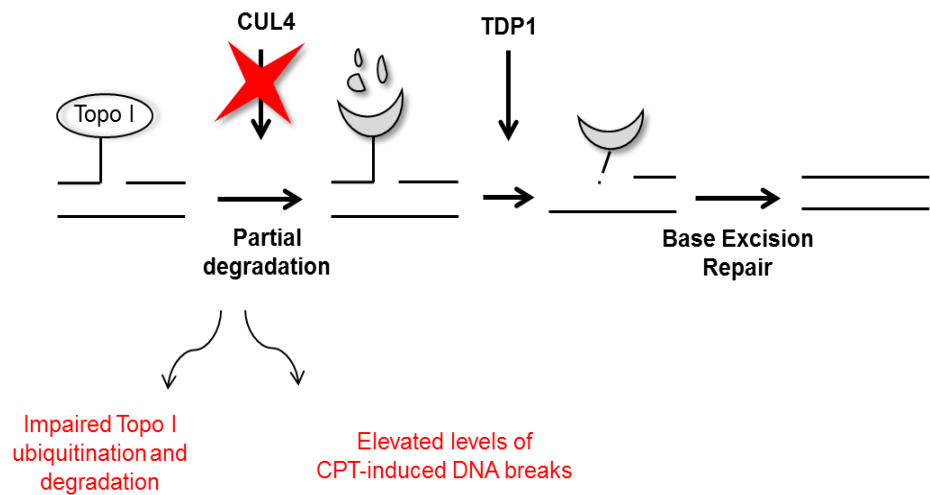 CUL4
TDP1
Topo I
Partial
degradation
Base Excision
Repair
Impaired Topo I
ubiquitination and
degradation
Elevated levels of
CPT-induced DNA breaks